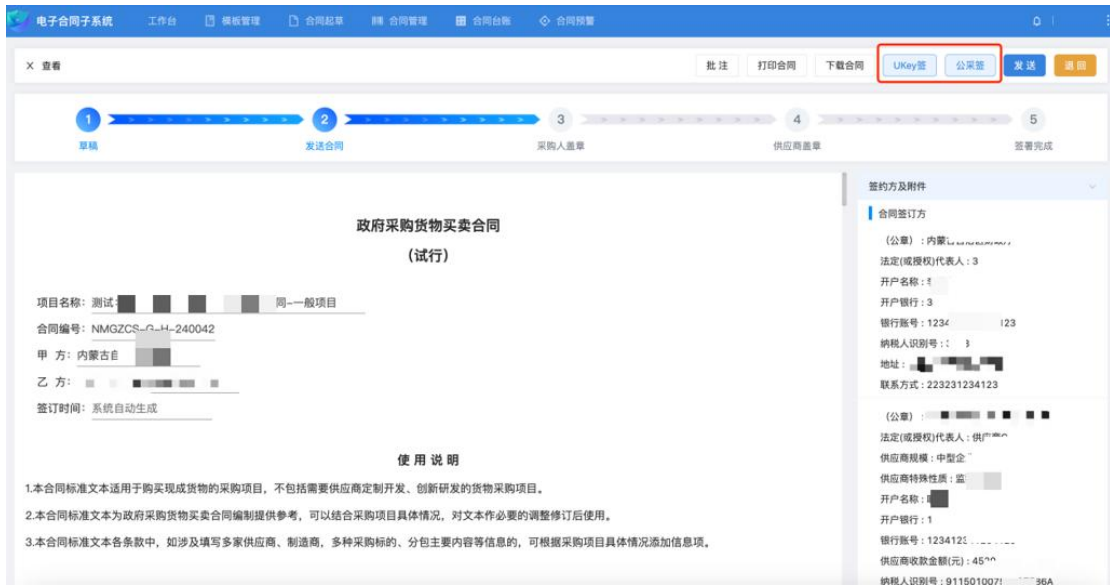 电子合同子系统 工作台 模板管理 合同起草 合同管理 合同台账 合同预警
X 查看 批注 打印合同 下载合同 UKey签 公采签 发送 退回
1 2 3 4 5
草稿 发送合同 采购人盖章 供应商盖章 签署完成
政府采购货物买卖合同
(试行)
项目名称: 测试 同-一般项目
合同编号: NMGZCS-G-H-240042
甲 方: 内蒙古自
乙 方:
签订时间: 系统自动生成
使 用 说 明
1.本合同标准文本适用于购买现成货物的采购项目，不包括需要供应商定制开发、创新研发的货物采购项目。
2.本合同标准文本为政府采购货物买卖合同编制提供参考，可以结合采购项目具体情况，对文本作必要的调整修订后使用。
3.本合同标准文本各条款中，如涉及填写多家供应商、制造商，多种采购标的、分包主要内容等信息的，可根据采购项目具体情况添加信息项。
签约方及附件
合同签订方
(公章) : 内蒙
法定(或授权)代表人 : 3
开户名称 :
开户银行 : 3
银行账号 : 1234 123
纳税人识别号 :
地址 :
联系方式 : 223231234123
(公章) :
法定(或授权)代表人 : 供
供应商规模 : 中型企
供应商特殊性质 : 监
开户名称 :
开户银行 : 1
银行账号 : 123412
供应商收款金额(元) : 45
纳税人识别号 : 911501007 86A